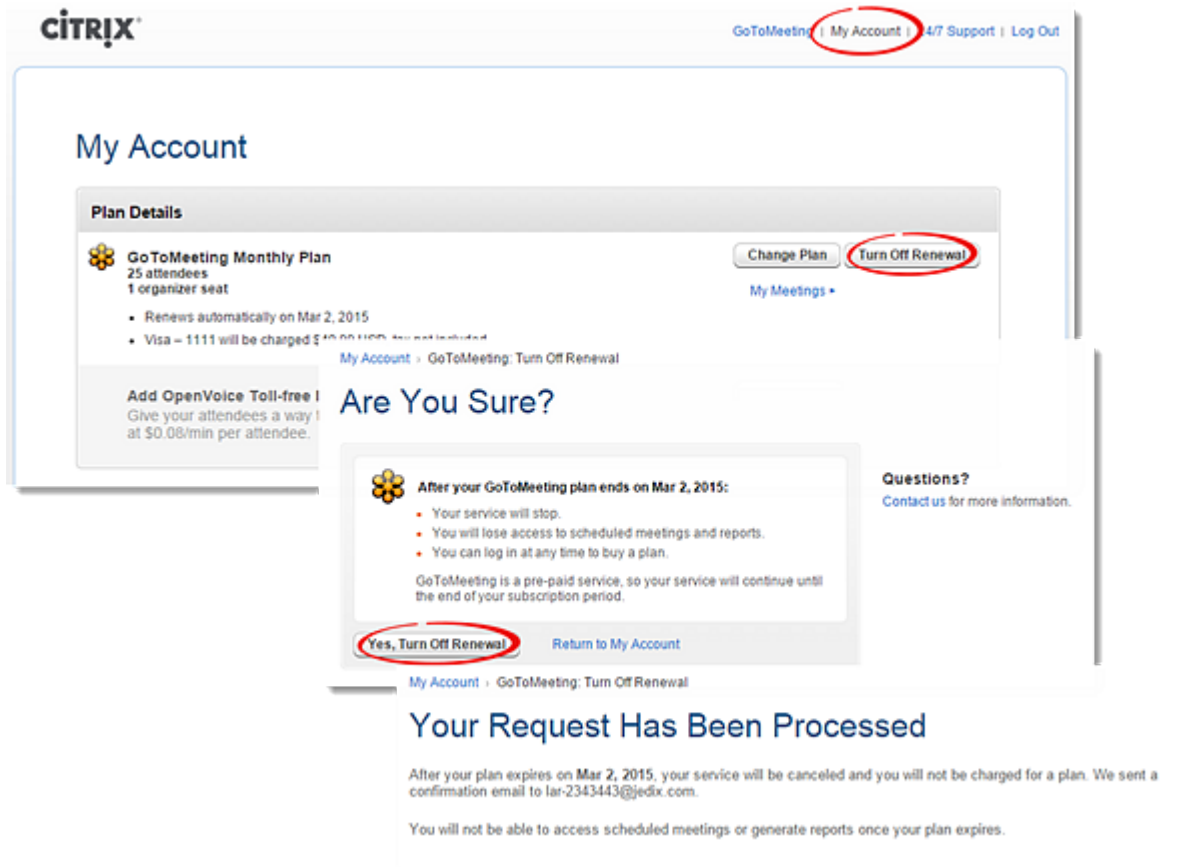 CİTRIX
GoToMeeting | My Account | 24/7 Support | Log Out
My Account
Plan Details
GoToMeeting Monthly Plan
25 attendees
1 organizer seat
Change Plan Turn Off Renewal
My Meetings
• Renews automatically on Mar 2, 2015
• Visa – 1111 will be charged
Add OpenVoice Toll-free
Give your attendees a way
at $0.08/min per attendee.
My Account › GoToMeeting: Turn Off Renewal
Are You Sure?
After your GoToMeeting plan ends on Mar 2, 2015:
• Your service will stop.
• You will lose access to scheduled meetings and reports.
• You can log in at any time to buy a plan.
GoToMeeting is a pre-paid service, so your service will continue until
the end of your subscription period.
Questions?
Contact us for more information.
Yes, Turn Off Renewal Return to My Account
My Account › GoToMeeting: Turn Off Renewal
Your Request Has Been Processed
After your plan expires on Mar 2, 2015, your service will be canceled and you will not be charged for a plan. We sent a
confirmation email to lar-2343443@jedix.com.
You will not be able to access scheduled meetings or generate reports once your plan expires.